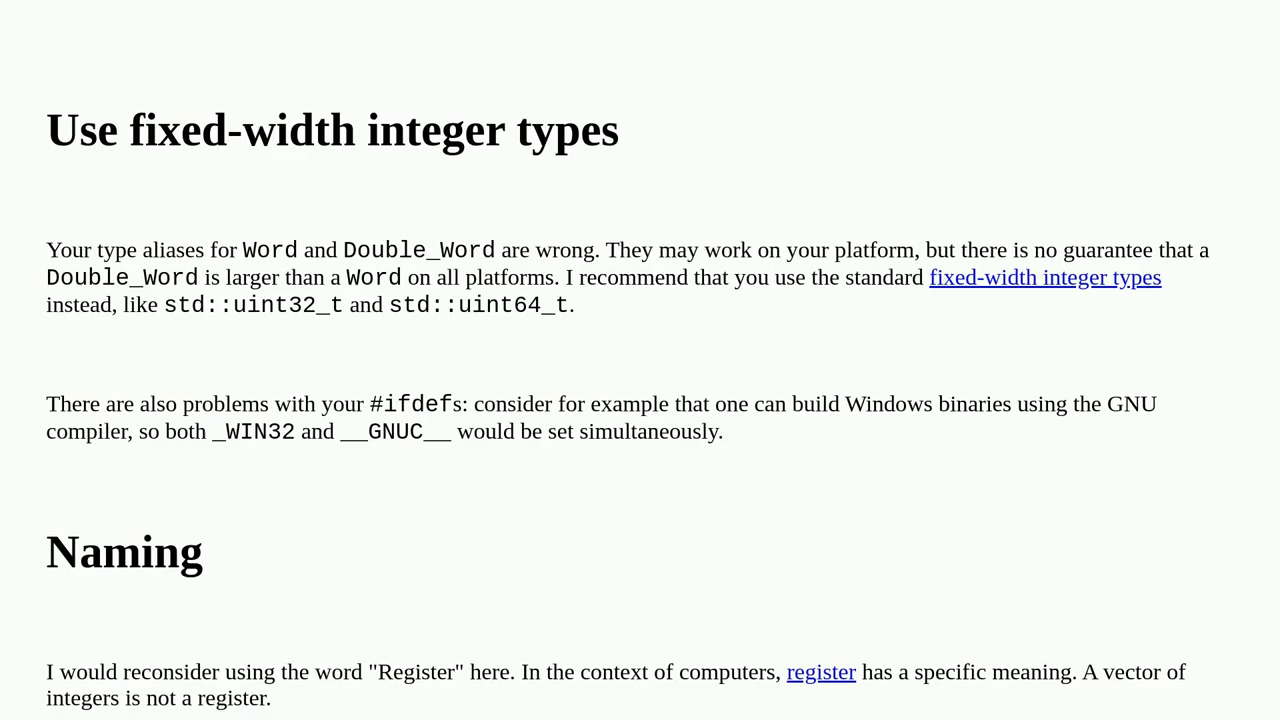 Use fixed-width integer types
Your type aliases for Word and Double_Word are wrong. They may work on your platform, but there is no guarantee that a
Double_Word is larger than a Word on all platforms. I recommend that you use the standard fixed-width integer types
instead, like std::uint32_t and std::uint64_t.
There are also problems with your #ifdefs: consider for example that one can build Windows binaries using the GNU
compiler, so both _WIN32 and __GNUC__ would be set simultaneously.
Naming
I would reconsider using the word "Register" here. In the context of computers, register has a specific meaning. A vector of
integers is not a register.